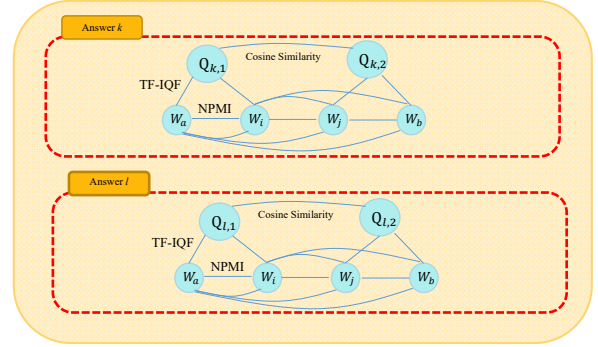 Answer k
Q_{k,1} Cosine Similarity Q_{k,2}
TF-IQF
NPMI
W_a W_i W_j W_b
Answer l
Q_{l,1} Cosine Similarity Q_{l,2}
TF-IQF
NPMI
W_a W_i W_j W_b